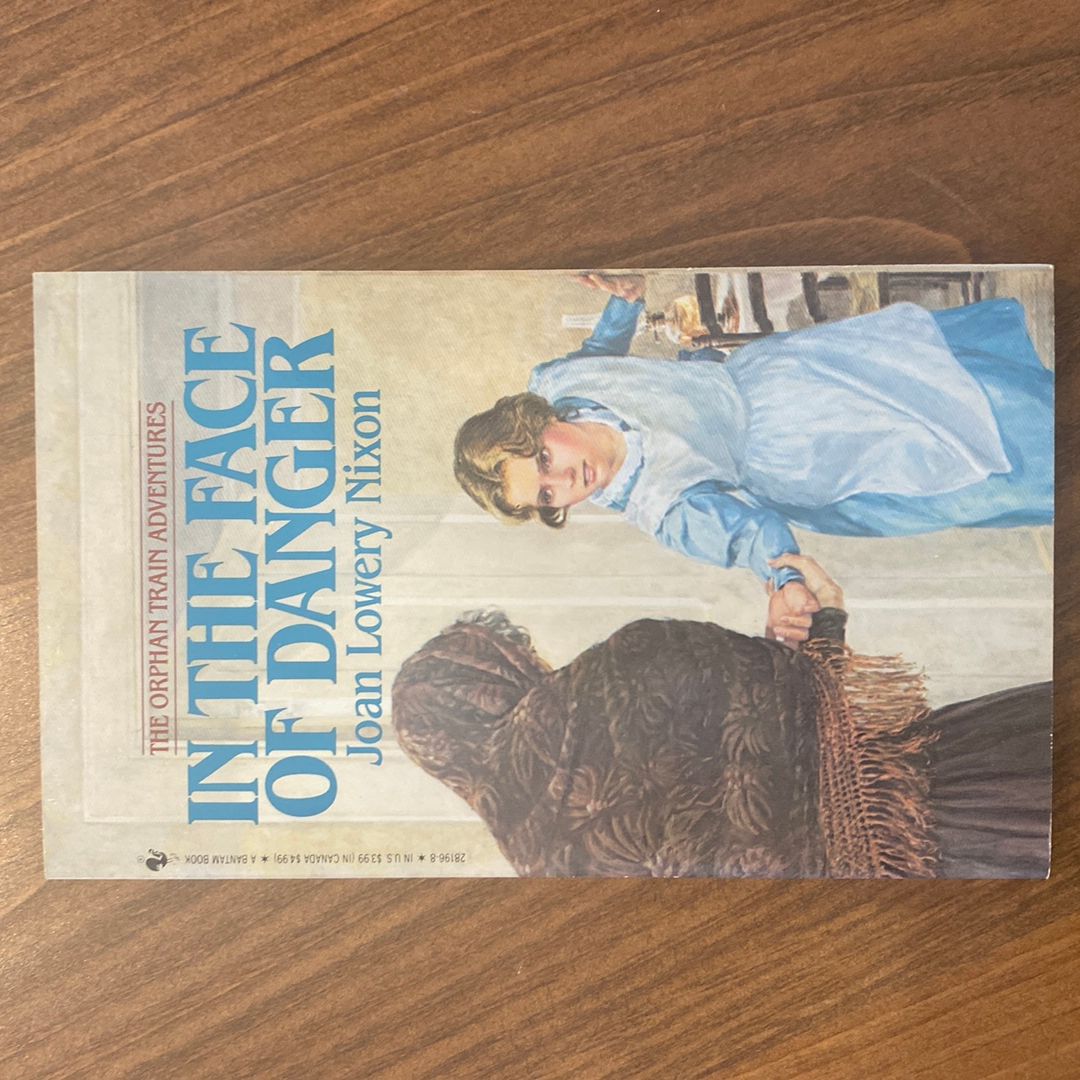 THE ORPHAN TRAIN ADVENTURES
IN THE FACE
OF DANGER
Joan Lowery Nixon
28196-8 ★ IN U.S. $3.99 (IN CANADA $4.99) ★ A BANTAM BOOK